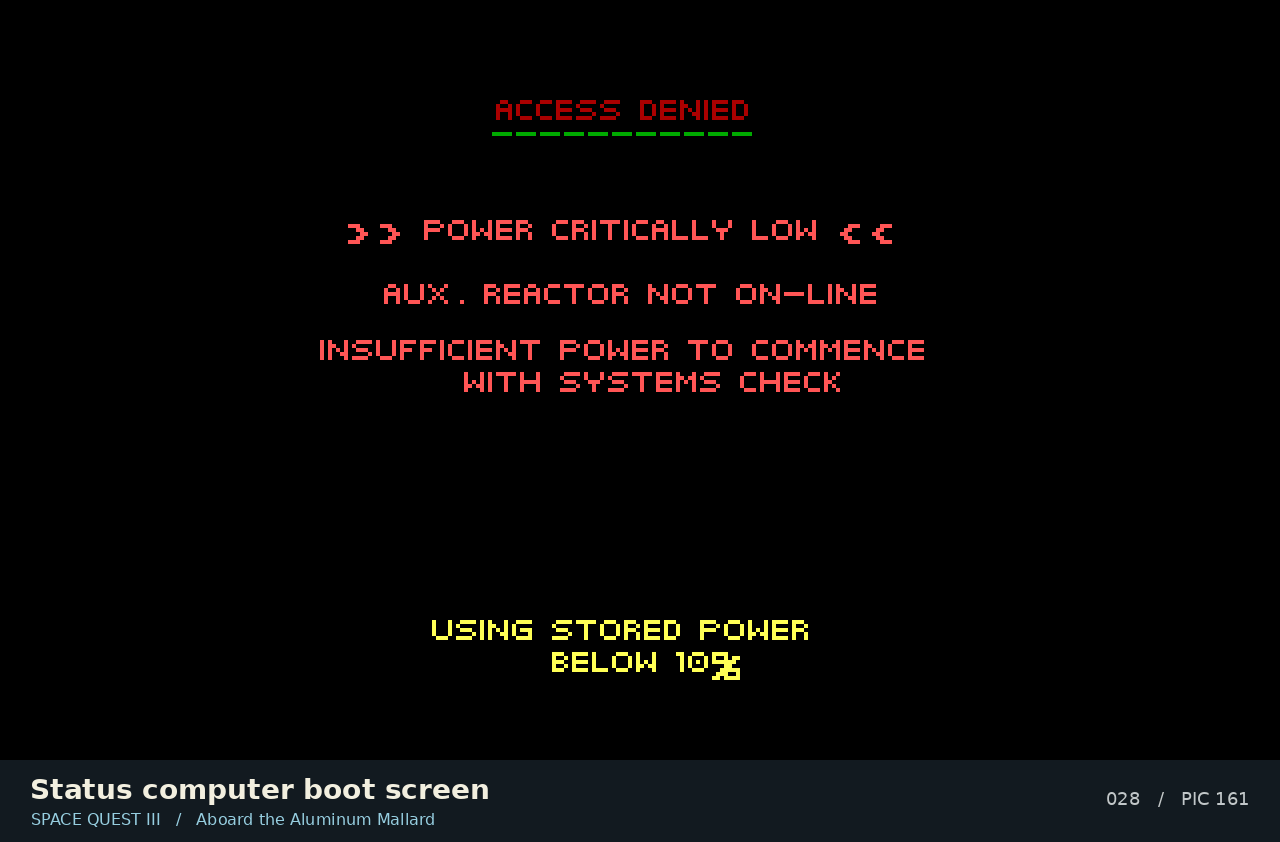 ACCESS DENIED
>> POWER CRITICALLY LOW <<
AUX. REACTOR NOT ON-LINE
INSUFFICIENT POWER TO COMMENCE
WITH SYSTEMS CHECK
USING STORED POWER
BELOW 10%
Status computer boot screen
SPACE QUEST III / Aboard the Aluminum Mallard
028 / PIC 161